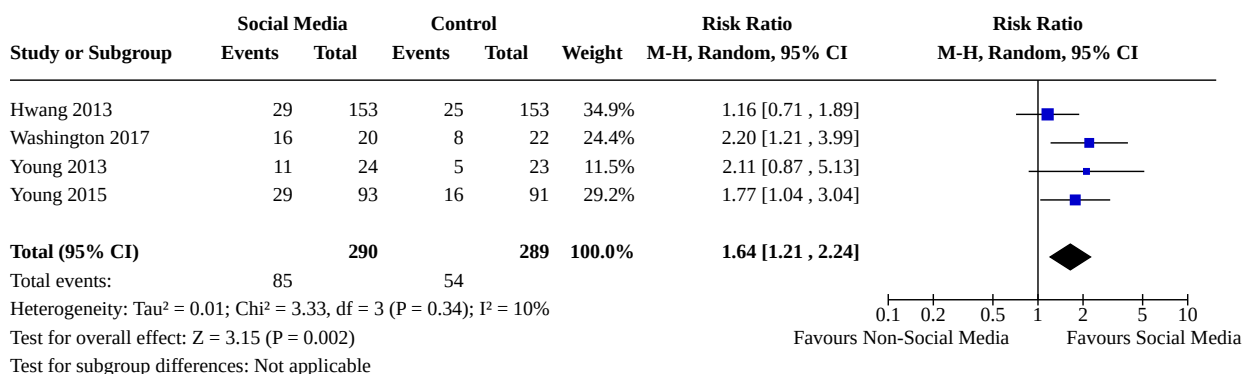 Social Media Control Risk Ratio Risk Ratio
Study or Subgroup Events Total Events Total Weight M-H, Random, 95% CI M-H, Random, 95% CI
Hwang 2013 29 153 25 153 34.9% 1.16 [0.71 , 1.89]
Washington 2017 16 20 8 22 24.4% 2.20 [1.21 , 3.99]
Young 2013 11 24 5 23 11.5% 2.11 [0.87 , 5.13]
Young 2015 29 93 16 91 29.2% 1.77 [1.04 , 3.04]
Total (95% CI) 290 289 100.0% 1.64 [1.21 , 2.24]
Total events: 85 54
Heterogeneity: Tau² = 0.01; Chi² = 3.33, df = 3 (P = 0.34); I² = 10%
0.1 0.2 0.5 1 2 5 10
Test for overall effect: Z = 3.15 (P = 0.002) Favours Non-Social Media Favours Social Media
Test for subgroup differences: Not applicable